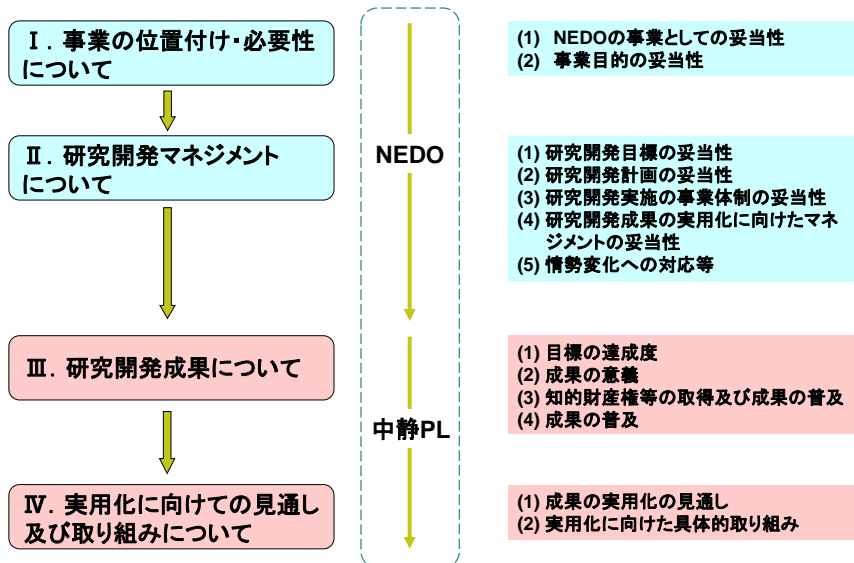 Ⅰ．事業の位置付け・必要性
について
(1) NEDOの事業としての妥当性
(2) 事業目的の妥当性
Ⅱ．研究開発マネジメント
について
NEDO
(1) 研究開発目標の妥当性
(2) 研究開発計画の妥当性
(3) 研究開発実施の事業体制の妥当性
(4) 研究開発成果の実用化に向けたマネ
ジメントの妥当性
(5) 情勢変化への対応等
Ⅲ．研究開発成果について
中静PL
(1) 目標の達成度
(2) 成果の意義
(3) 知的財産権等の取得及び成果の普及
(4) 成果の普及
Ⅳ．実用化に向けての見通し
及び取り組みについて
(1) 成果の実用化の見通し
(2) 実用化に向けた具体的取り組み